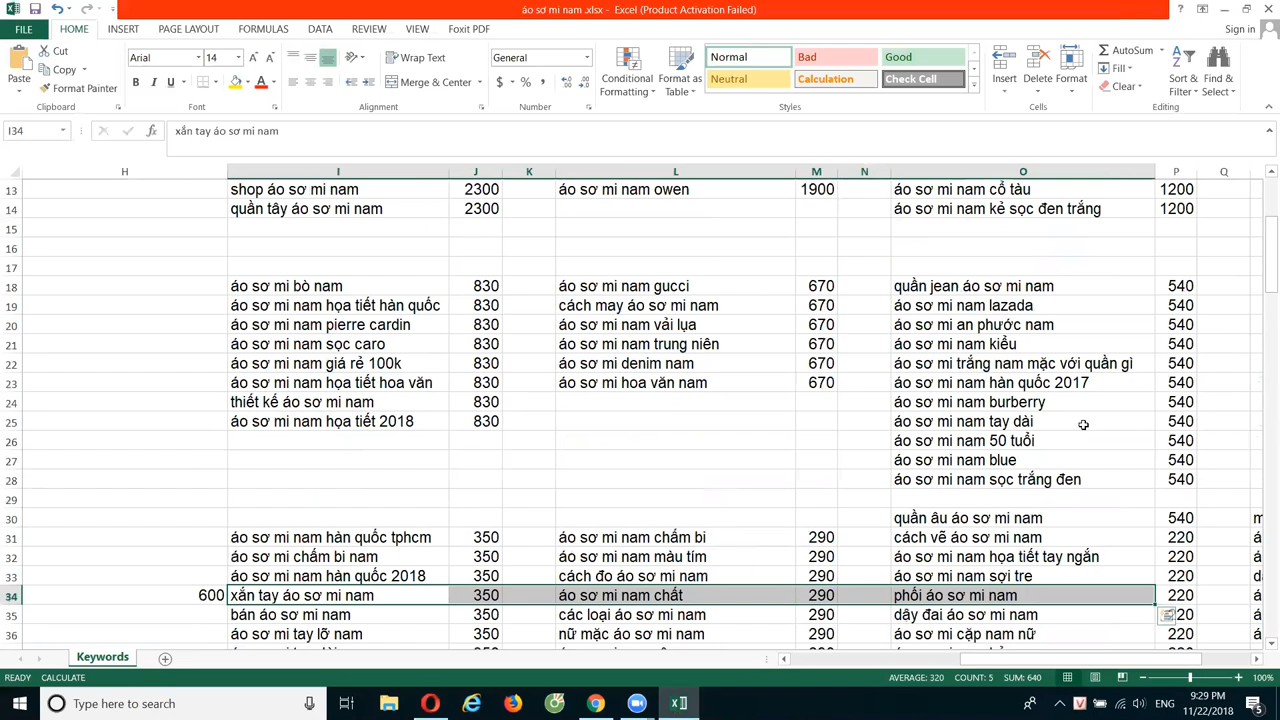 áo sơ mi nam .xlsx - Excel (Product Activation Failed)
FILE HOME INSERT PAGE LAYOUT FORMULAS DATA REVIEW VIEW Foxit PDF Sign in
Cut Arial 14 Wrap Text General Normal Bad Good AutoSum
Paste Copy Merge & Center Conditional Formatting Format as Table Insert Delete Format Fill Sort & Filter Find & Select
Format Painter Neutral Calculation Check Cell Clear
Clipboard Font Alignment Number Styles Cells Editing
I34 xắn tay áo sơ mi nam
H I J K L M N O P Q
13 shop áo sơ mi nam 2300 áo sơ mi nam owen 1900 áo sơ mi nam cổ tàu 1200
14 quần tây áo sơ mi nam 2300 áo sơ mi nam kẻ sọc đen trắng 1200
15
16
17
18 áo sơ mi bò nam 830 áo sơ mi nam gucci 670 quần jean áo sơ mi nam 540
19 áo sơ mi nam họa tiết hàn quốc 830 cách may áo sơ mi nam 670 áo sơ mi nam lazada 540
20 áo sơ mi nam pierre cardin 830 áo sơ mi nam vải lụa 670 áo sơ mi an phước nam 540
21 áo sơ mi nam sọc caro 830 áo sơ mi nam trung niên 670 áo sơ mi nam kiểu 540
22 áo sơ mi nam giá rẻ 100k 830 áo sơ mi denim nam 670 áo sơ mi trắng nam mặc với quần gì 540
23 áo sơ mi nam họa tiết hoa văn 830 áo sơ mi hoa văn nam 670 áo sơ mi nam hàn quốc 2017 540
24 thiết kế áo sơ mi nam 830 áo sơ mi nam burberry 540
25 áo sơ mi nam họa tiết 2018 830 áo sơ mi nam tay dài 540
26 áo sơ mi nam 50 tuổi 540
27 áo sơ mi nam blue 540
28 áo sơ mi nam sọc trắng đen 540
29
30 quần âu áo sơ mi nam 540
31 áo sơ mi nam hàn quốc tphcm 350 áo sơ mi nam chấm bi 290 cách vẽ áo sơ mi nam 220
32 áo sơ mi chấm bi nam 350 áo sơ mi nam màu tím 290 áo sơ mi nam họa tiết tay ngắn 220
33 áo sơ mi nam hàn quốc 2018 350 cách đo áo sơ mi nam 290 áo sơ mi nam sợi tre 220
34 600 xắn tay áo sơ mi nam 350 áo sơ mi nam chất 290 phối áo sơ mi nam 220
35 bán áo sơ mi nam 350 các loại áo sơ mi nam 290 dây đai áo sơ mi nam
36 áo sơ mi tay lỡ nam 350 nữ mặc áo sơ mi nam 290 áo sơ mi cặp nam nữ 220
Keywords
READY CALCULATE AVERAGE: 320 COUNT: 5 SUM: 640 100%
Type here to search 9:29 PM
11/22/2018